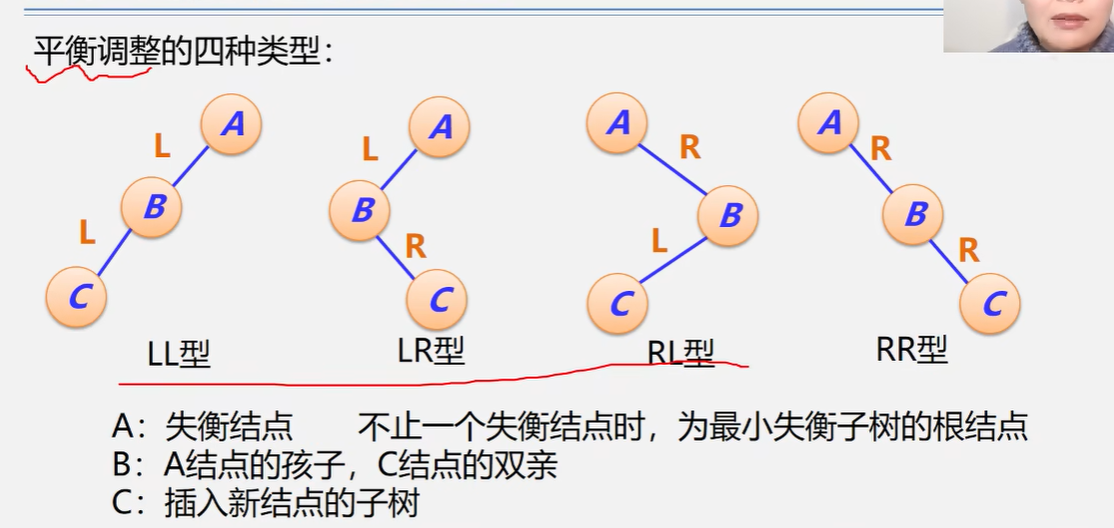 平衡调整的四种类型：
A A A A
L L R R
B B B B
L R L R
C C C C
LL型 LR型 RL型 RR型
A：失衡结点 不止一个失衡结点时，为最小失衡子树的根结点
B：A结点的孩子，C结点的双亲
C：插入新结点的子树